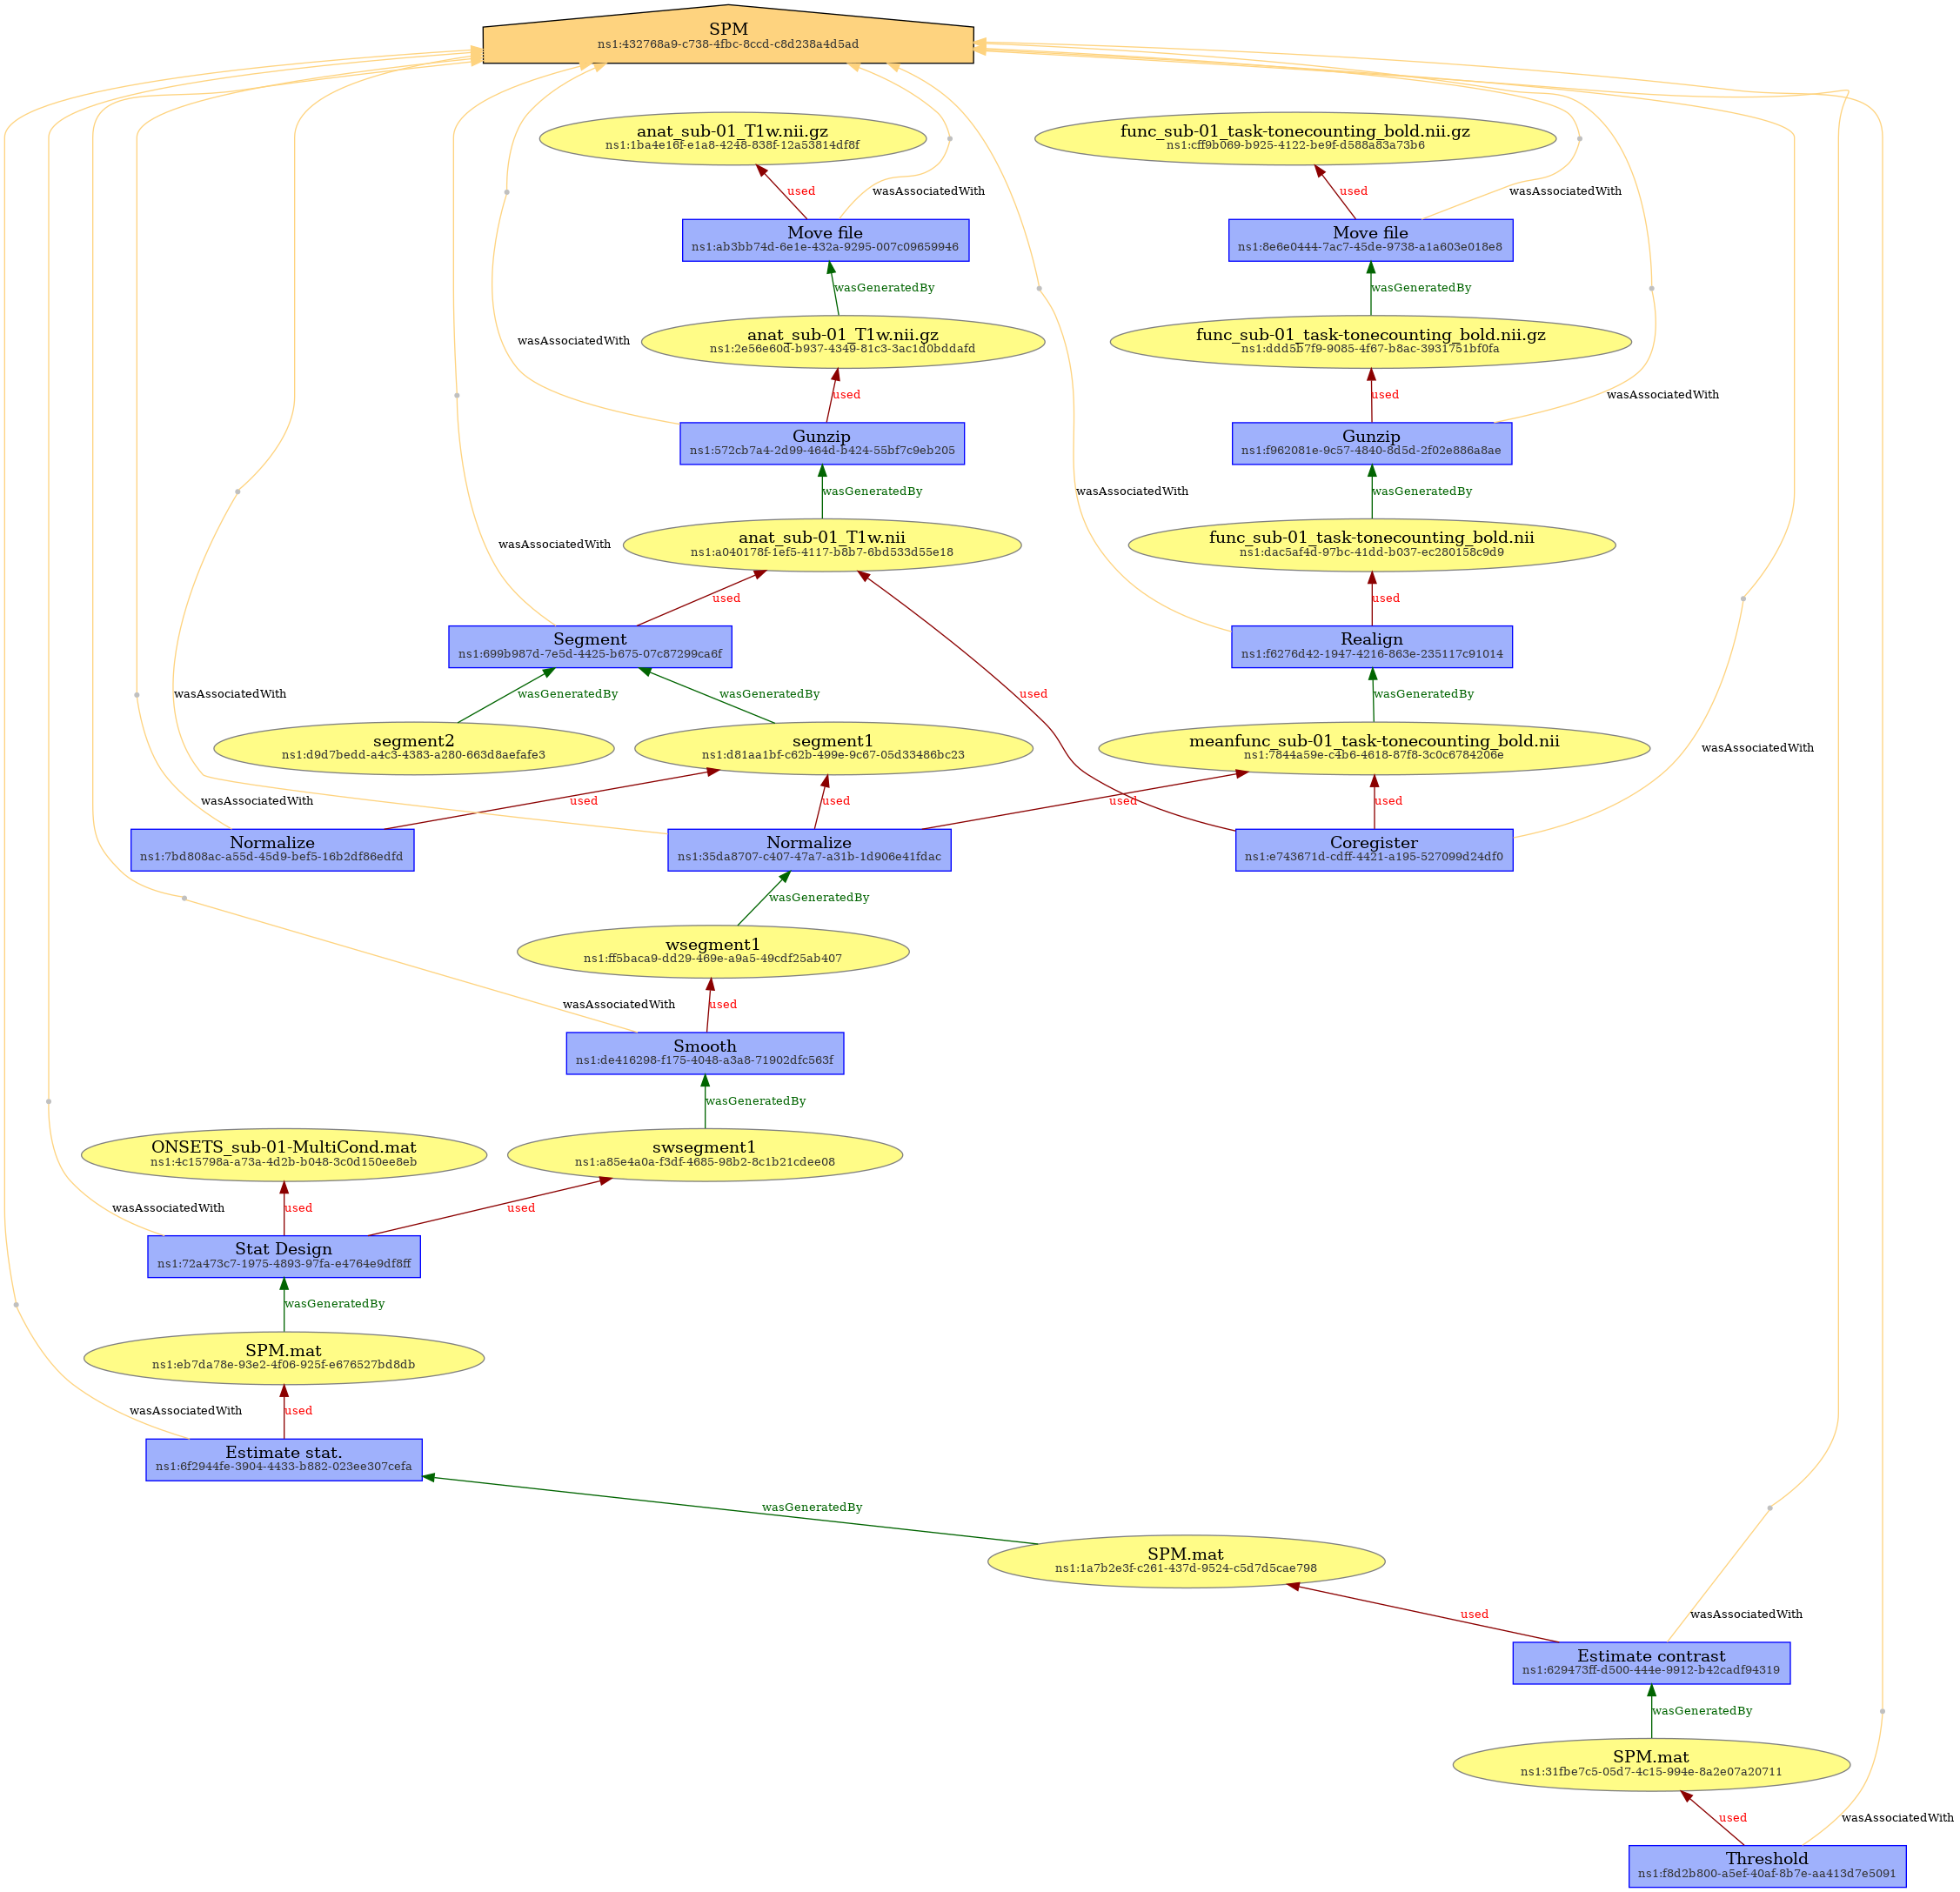 SPM
ns1:432768a9-c738-4fbc-8ccd-c8d238a4d5ad
anat_sub-01_T1w.nii.gz
ns1:1ba4e16f-e1a8-4248-838f-12a53814df8f
func_sub-01_task-tonecounting_bold.nii.gz
ns1:cff9b069-b925-4122-be9f-d588a83a73b6
used
wasAssociatedWith
used
wasAssociatedWith
Move file
ns1:ab3bb74d-6e1e-432a-9295-007c09659946
Move file
ns1:8e6e0444-7ac7-45de-9738-a1a603e018e8
wasGeneratedBy
wasGeneratedBy
anat_sub-01_T1w.nii.gz
ns1:2e56e60d-b937-4349-81c3-3ac1d0bddafd
func_sub-01_task-tonecounting_bold.nii.gz
ns1:ddd5b7f9-9085-4f67-b8ac-3931751bf0fa
wasAssociatedWith
used
used
wasAssociatedWith
Gunzip
ns1:572cb7a4-2d99-464d-b424-55bf7c9eb205
Gunzip
ns1:f962081e-9c57-4840-8d5d-2f02e886a8ae
wasGeneratedBy
wasAssociatedWith
wasGeneratedBy
wasAssociatedWith
anat_sub-01_T1w.nii
ns1:a040178f-1ef5-4117-b8b7-6bd533d55e18
func_sub-01_task-tonecounting_bold.nii
ns1:dac5af4d-97bc-41dd-b037-ec280158c9d9
used
used
Segment
ns1:699b987d-7e5d-4425-b675-07c87299ca6f
Realign
ns1:f6276d42-1947-4216-863e-235117c91014
wasAssociatedWith
wasGeneratedBy
wasGeneratedBy
used
wasGeneratedBy
segment2
ns1:d9d7bedd-a4c3-4383-a280-663d8aefafe3
segment1
ns1:d81aa1bf-c62b-499e-9c67-05d33486bc23
meanfunc_sub-01_task-tonecounting_bold.nii
ns1:7844a59e-c4b6-4618-87f8-3c0c6784206e
wasAssociatedWith
wasAssociatedWith
used
used
used
used
Normalize
ns1:7bd808ac-a55d-45d9-bef5-16b2df86edfd
Normalize
ns1:35da8707-c407-47a7-a31b-1d906e41fdac
Coregister
ns1:e743671d-cdff-4421-a195-527099d24df0
wasGeneratedBy
wsegment1
ns1:ff5baca9-dd29-469e-a9a5-49cdf25ab407
wasAssociatedWith
used
Smooth
ns1:de416298-f175-4048-a3a8-71902dfc563f
wasGeneratedBy
ONSETS_sub-01-MultiCond.mat
ns1:4c15798a-a73a-4d2b-b048-3c0d150ee8eb
swsegment1
ns1:a85e4a0a-f3df-4685-98b2-8c1b21cdee08
wasAssociatedWith
used
used
Stat Design
ns1:72a473c7-1975-4893-97fa-e4764e9df8ff
wasGeneratedBy
SPM.mat
ns1:eb7da78e-93e2-4f06-925f-e676527bd8db
wasAssociatedWith
used
Estimate stat.
ns1:6f2944fe-3904-4433-b882-023ee307cefa
wasGeneratedBy
SPM.mat
ns1:1a7b2e3f-c261-437d-9524-c5d7d5cae798
used
wasAssociatedWith
Estimate contrast
ns1:629473ff-d500-444e-9912-b42cadf94319
wasGeneratedBy
SPM.mat
ns1:31fbe7c5-05d7-4c15-994e-8a2e07a20711
used
wasAssociatedWith
Threshold
ns1:f8d2b800-a5ef-40af-8b7e-aa413d7e5091